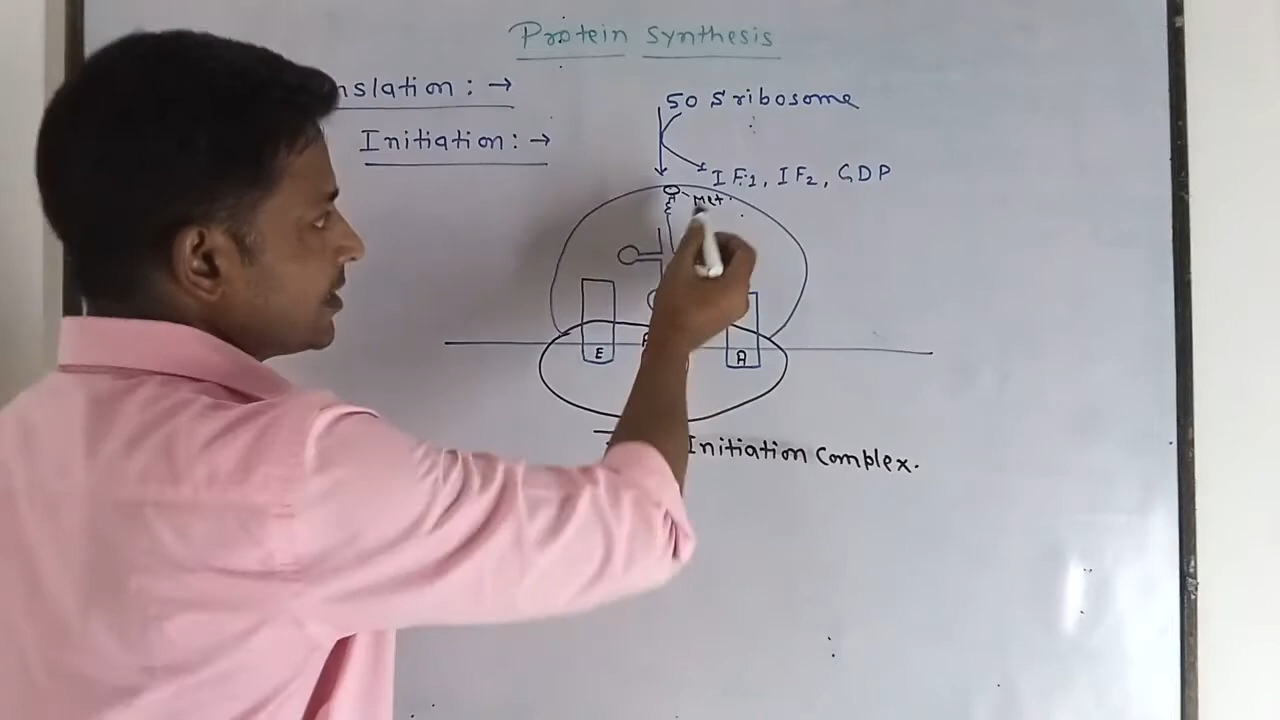 Protein Synthesis
nslation: →
50 S ribosome
Initiation: →
IF1, IF2, GDP
Met
E
A
Initiation Complex.